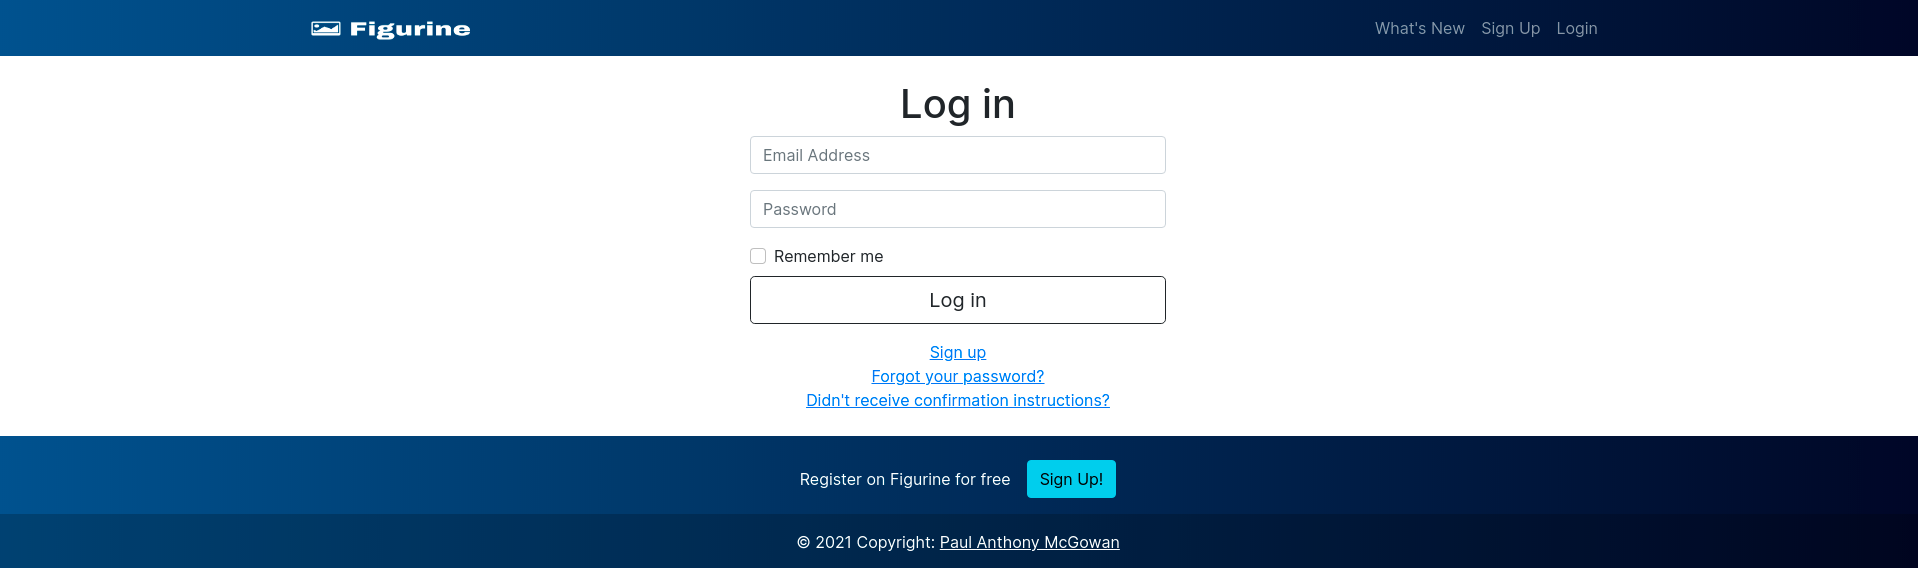 Figurine
What's New Sign Up Login
Log in
Email Address
Password
Remember me
Log in
Sign up
Forgot your password?
Didn't receive confirmation instructions?
Register on Figurine for free Sign Up!
© 2021 Copyright: Paul Anthony McGowan